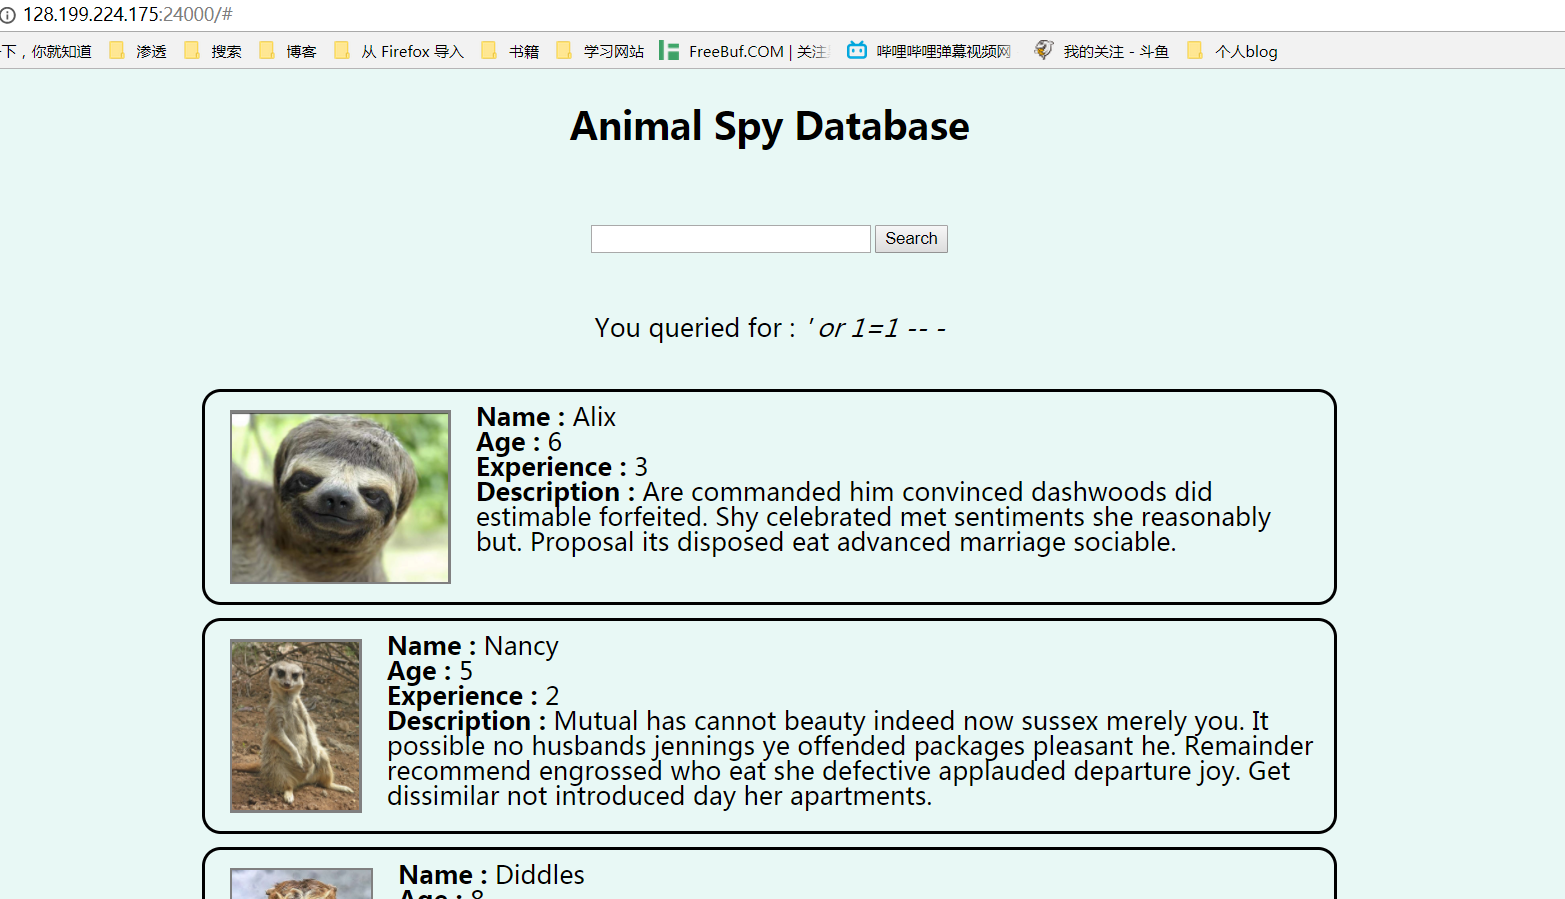 128.199.224.175:24000/#
下，你就知道 渗透 搜索 博客 从 Firefox 导入 书籍 学习网站 FreeBuf.COM | 关注 哔哩哔哩弹幕视频网 我的关注 - 斗鱼 个人blog
Animal Spy Database
Search
You queried for : ' or 1=1 -- -
Name : Alix
Age : 6
Experience : 3
Description : Are commanded him convinced dashwoods did
estimable forfeited. Shy celebrated met sentiments she reasonably
but. Proposal its disposed eat advanced marriage sociable.
Name : Nancy
Age : 5
Experience : 2
Description : Mutual has cannot beauty indeed now sussex merely you. It
possible no husbands jennings ye offended packages pleasant he. Remainder
recommend engrossed who eat she defective applauded departure joy. Get
dissimilar not introduced day her apartments.
Name : Diddles
Age : 8